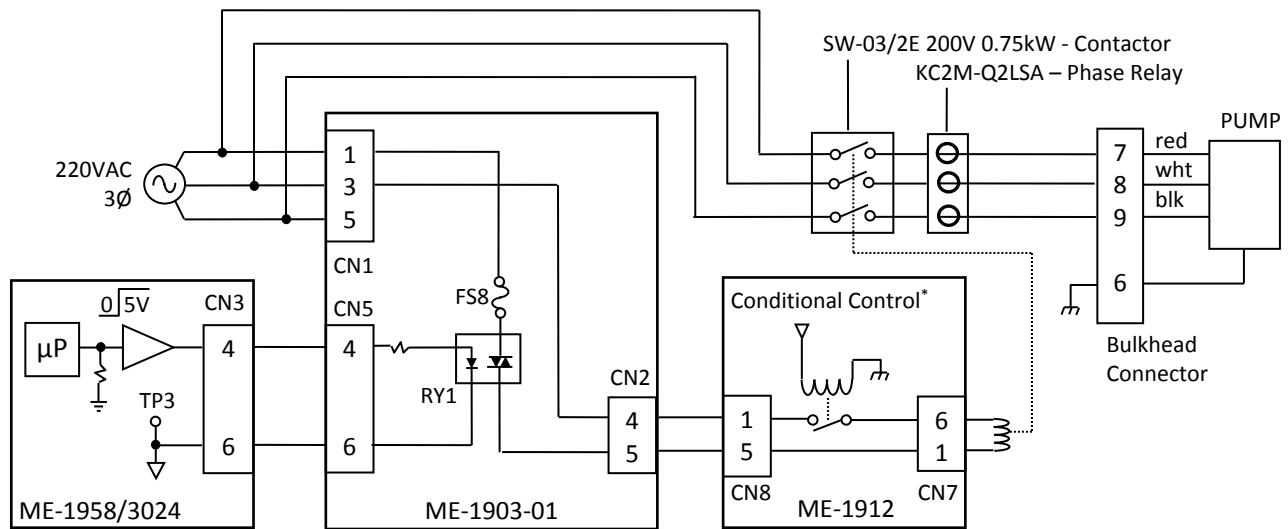 SW-03/2E 200V 0.75kW - Contactor
KC2M-Q2LSA – Phase Relay
PUMP
220VAC
3Ø
1
3
5
CN1
7
8
9
6
red
wht
blk
Bulkhead
Connector
0 5V
CN3
µP
4
6
TP3
ME-1958/3024
CN5
4
6
FS8
RY1
CN2
4
5
ME-1903-01
Conditional Control*
1
5
CN8
6
1
CN7
ME-1912